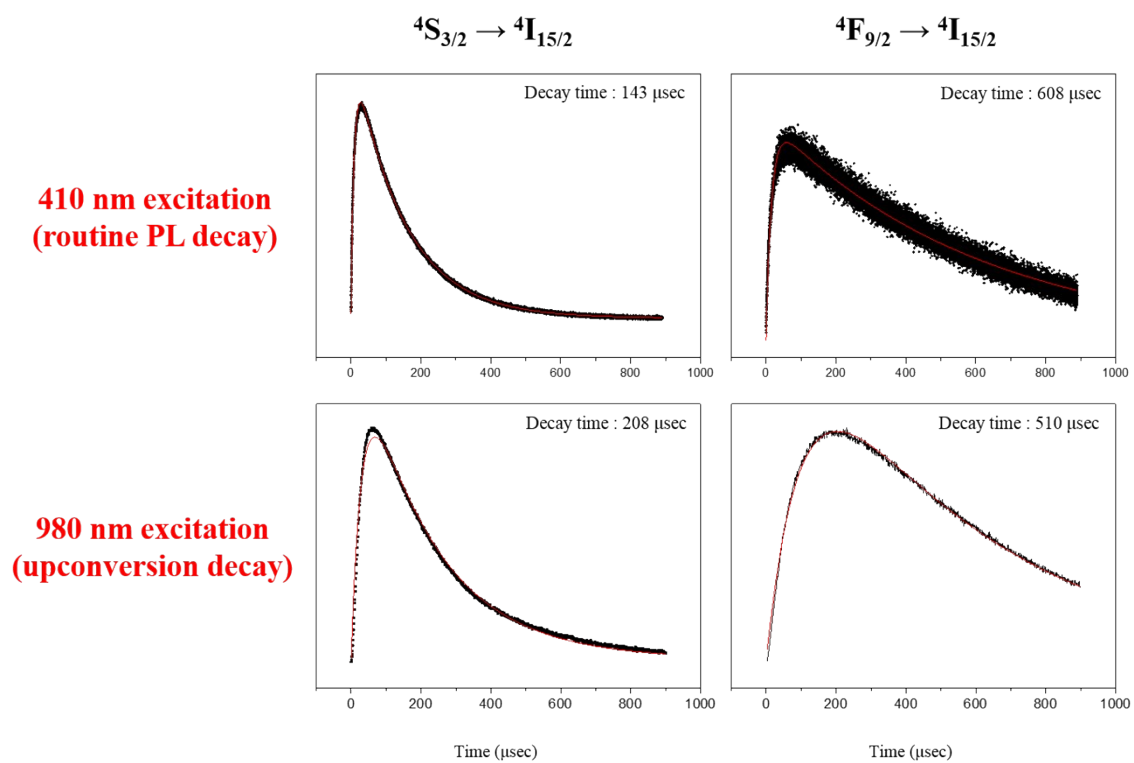 ⁴S₃/₂ → ⁴I₁₅/₂
⁴F₉/₂ → ⁴I₁₅/₂
410 nm excitation
(routine PL decay)
Decay time : 143 μsec
0 200 400 600 800 1000
Decay time : 608 μsec
0 200 400 600 800 1000
980 nm excitation
(upconversion decay)
Decay time : 208 μsec
0 200 400 600 800 1000
Decay time : 510 μsec
0 200 400 600 800 1000
Time (μsec)
Time (μsec)